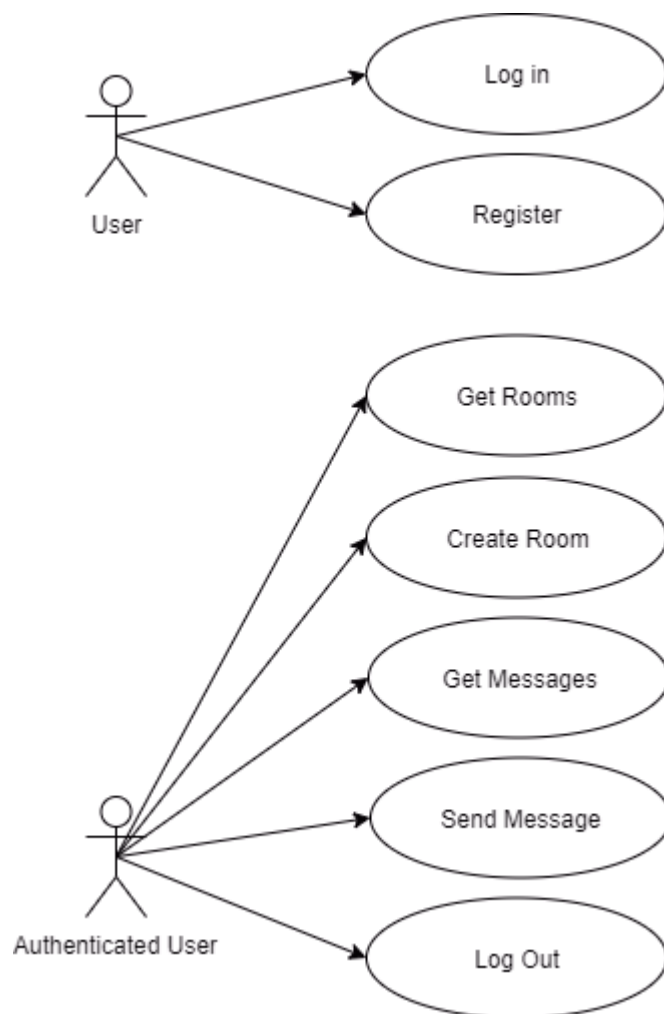 Log in
User
Register
Get Rooms
Create Room
Get Messages
Send Message
Authenticated User
Log Out